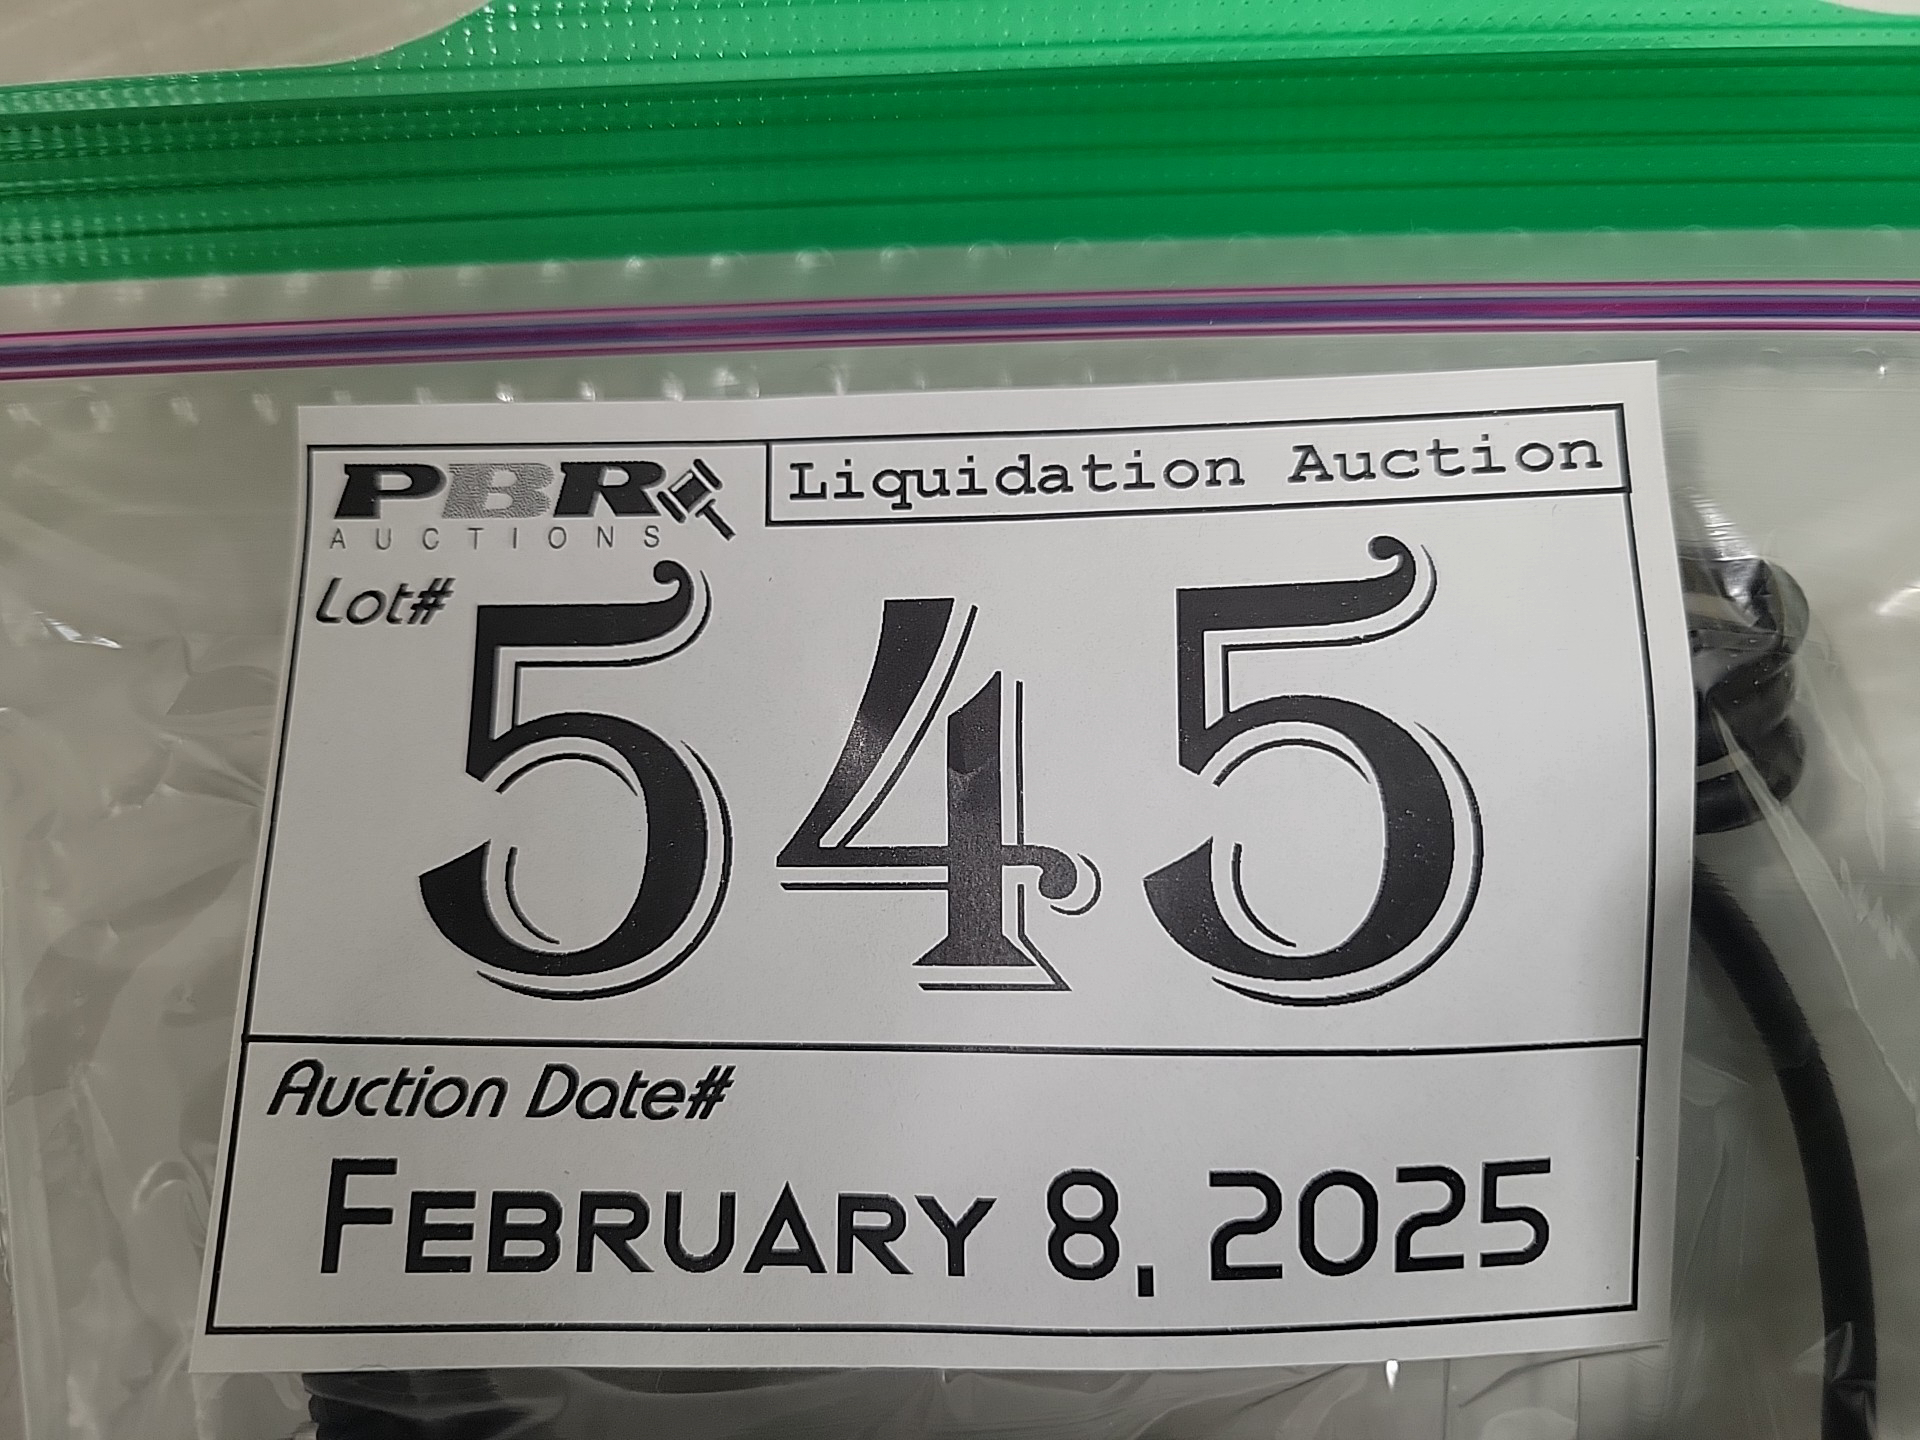 PBR
AUCTIONS
Liquidation Auction
Lot#
545
Auction Date#
FEBRUARY 8, 2025